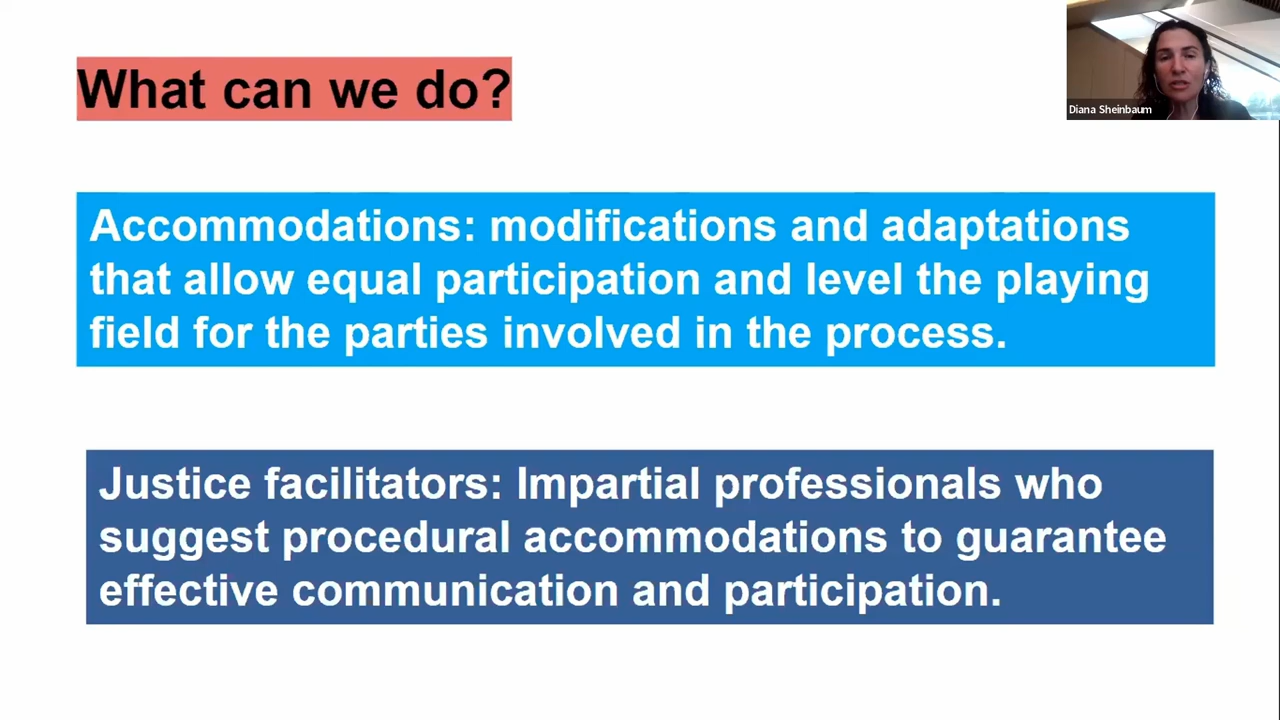 What can we do?
Diana Sheinbaum
Accommodations: modifications and adaptations
that allow equal participation and level the playing
field for the parties involved in the process.
Justice facilitators: Impartial professionals who
suggest procedural accommodations to guarantee
effective communication and participation.